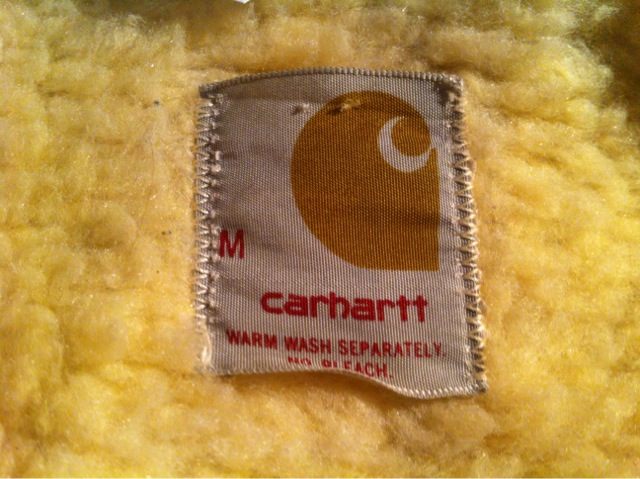 M
carhartt
WARM WASH SEPARATELY.
NO BLEACH.